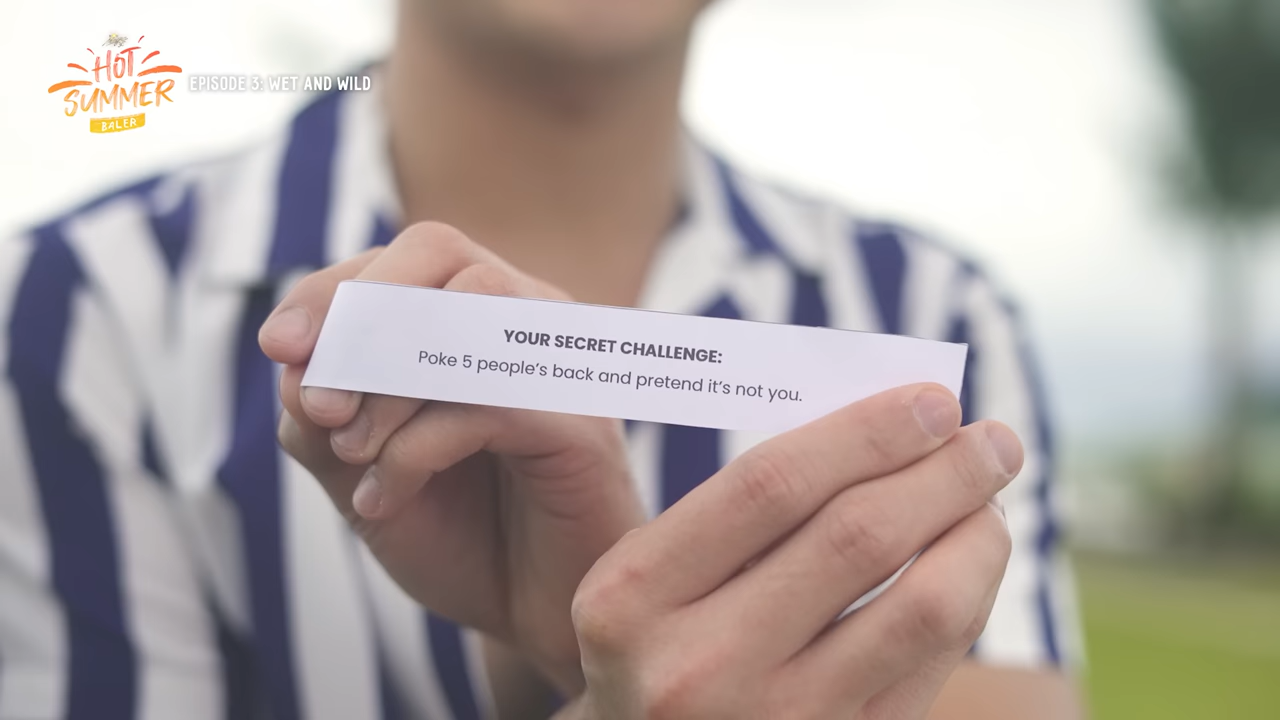 HOT
SUMMER
BALER
EPISODE 3: WET AND WILD
YOUR SECRET CHALLENGE:
Poke 5 people's back and pretend it's not you.